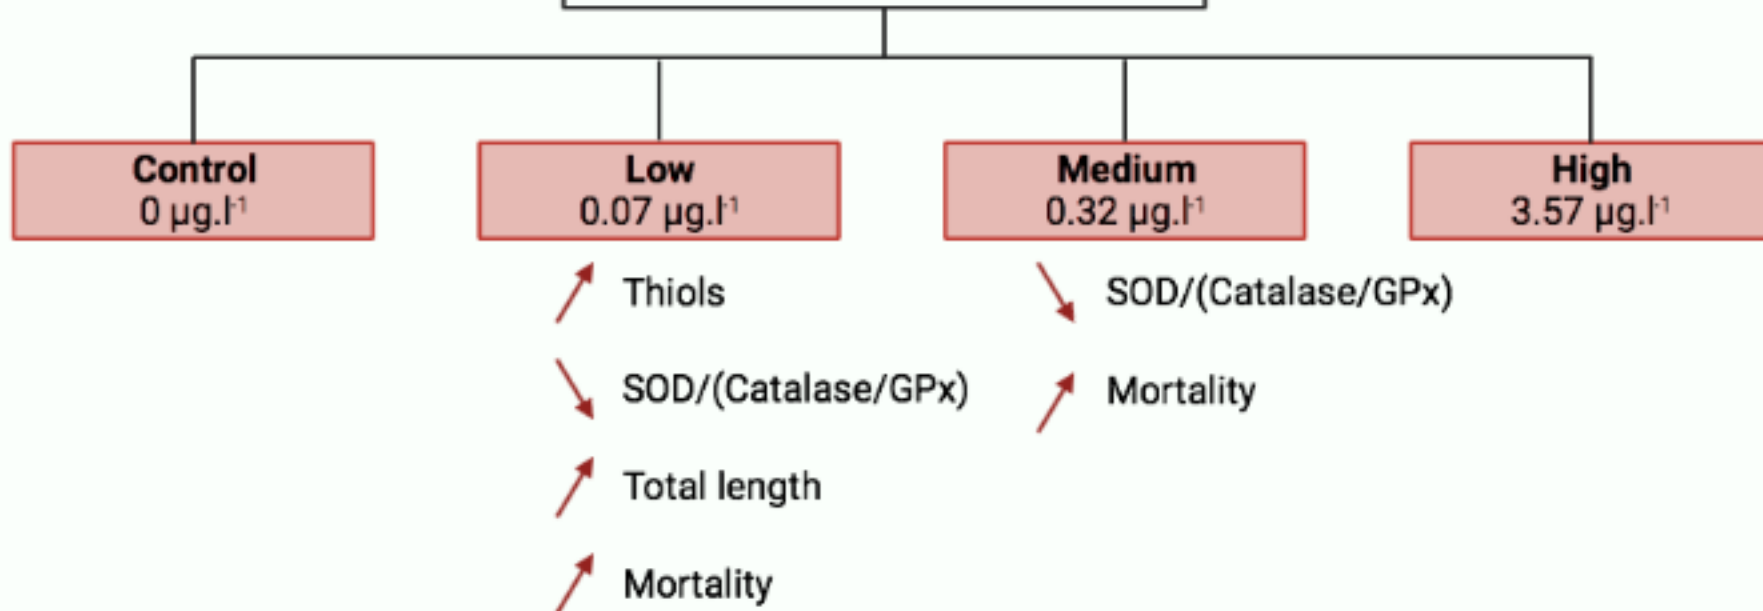 Control
0 µg.l⁻¹
Low
0.07 µg.l⁻¹
Medium
0.32 µg.l⁻¹
High
3.57 µg.l⁻¹
Thiols
SOD/(Catalase/GPx)
Total length
Mortality
SOD/(Catalase/GPx)
Mortality